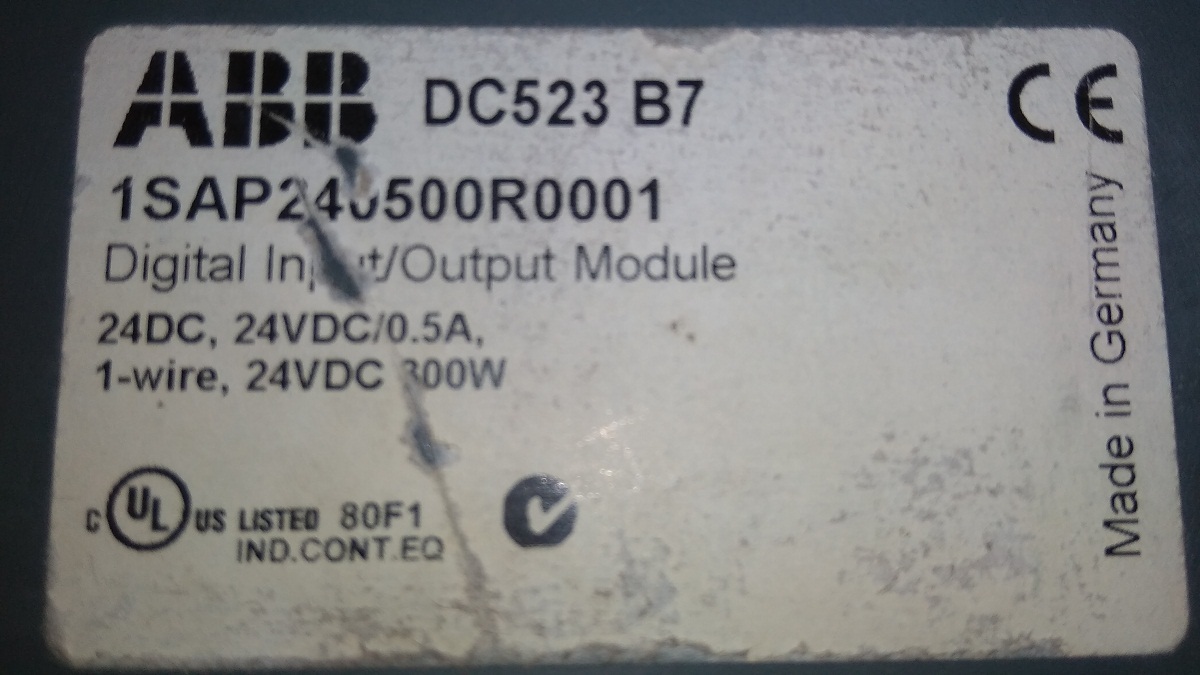 ABB DC523 B7
CE
1SAP240500R0001
Digital Input/Output Module
24DC, 24VDC/0.5A,
1-wire, 24VDC 300W
C UL US LISTED 80F1
IND.CONT.EQ
Made in Germany